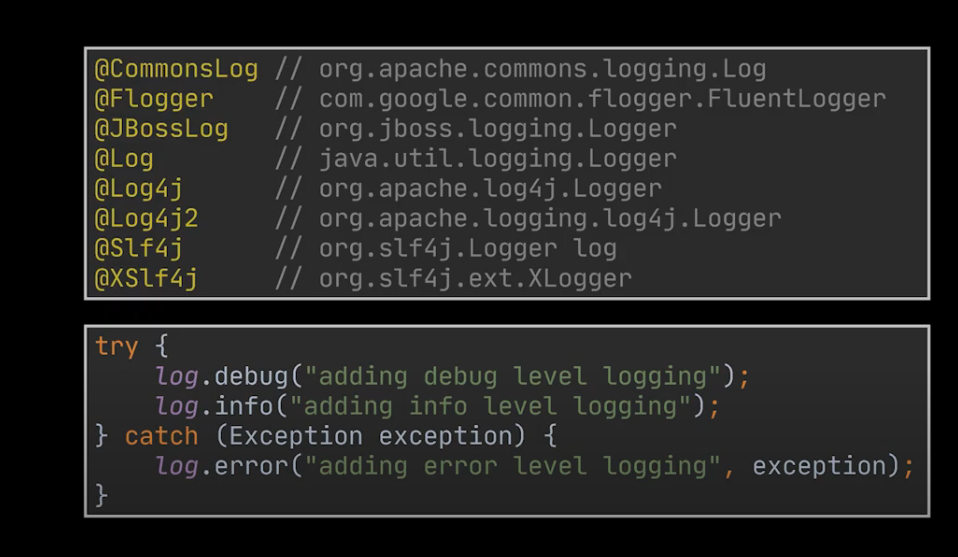 @CommonsLog // org.apache.commons.logging.Log
@Flogger // com.google.common.flogger.FluentLogger
@JBossLog // org.jboss.logging.Logger
@Log // java.util.logging.Logger
@Log4j // org.apache.log4j.Logger
@Log4j2 // org.apache.logging.log4j.Logger
@Slf4j // org.slf4j.Logger log
@XSlf4j // org.slf4j.ext.XLogger
try {
log.debug("adding debug level logging");
log.info("adding info level logging");
} catch (Exception exception) {
log.error("adding error level logging", exception);
}